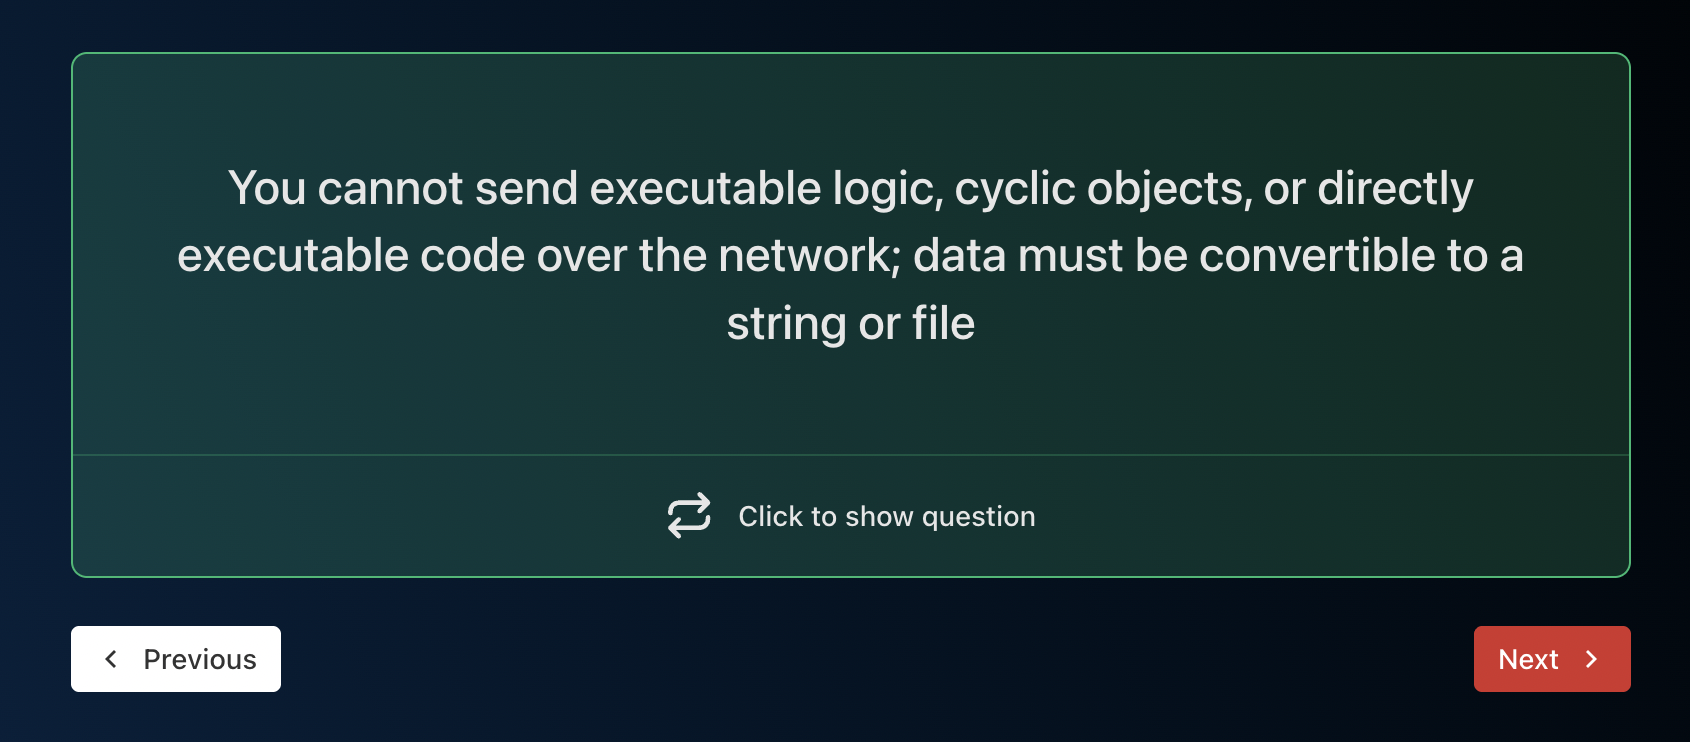 You cannot send executable logic, cyclic objects, or directly
executable code over the network; data must be convertible to a
string or file
Click to show question
Previous
Next